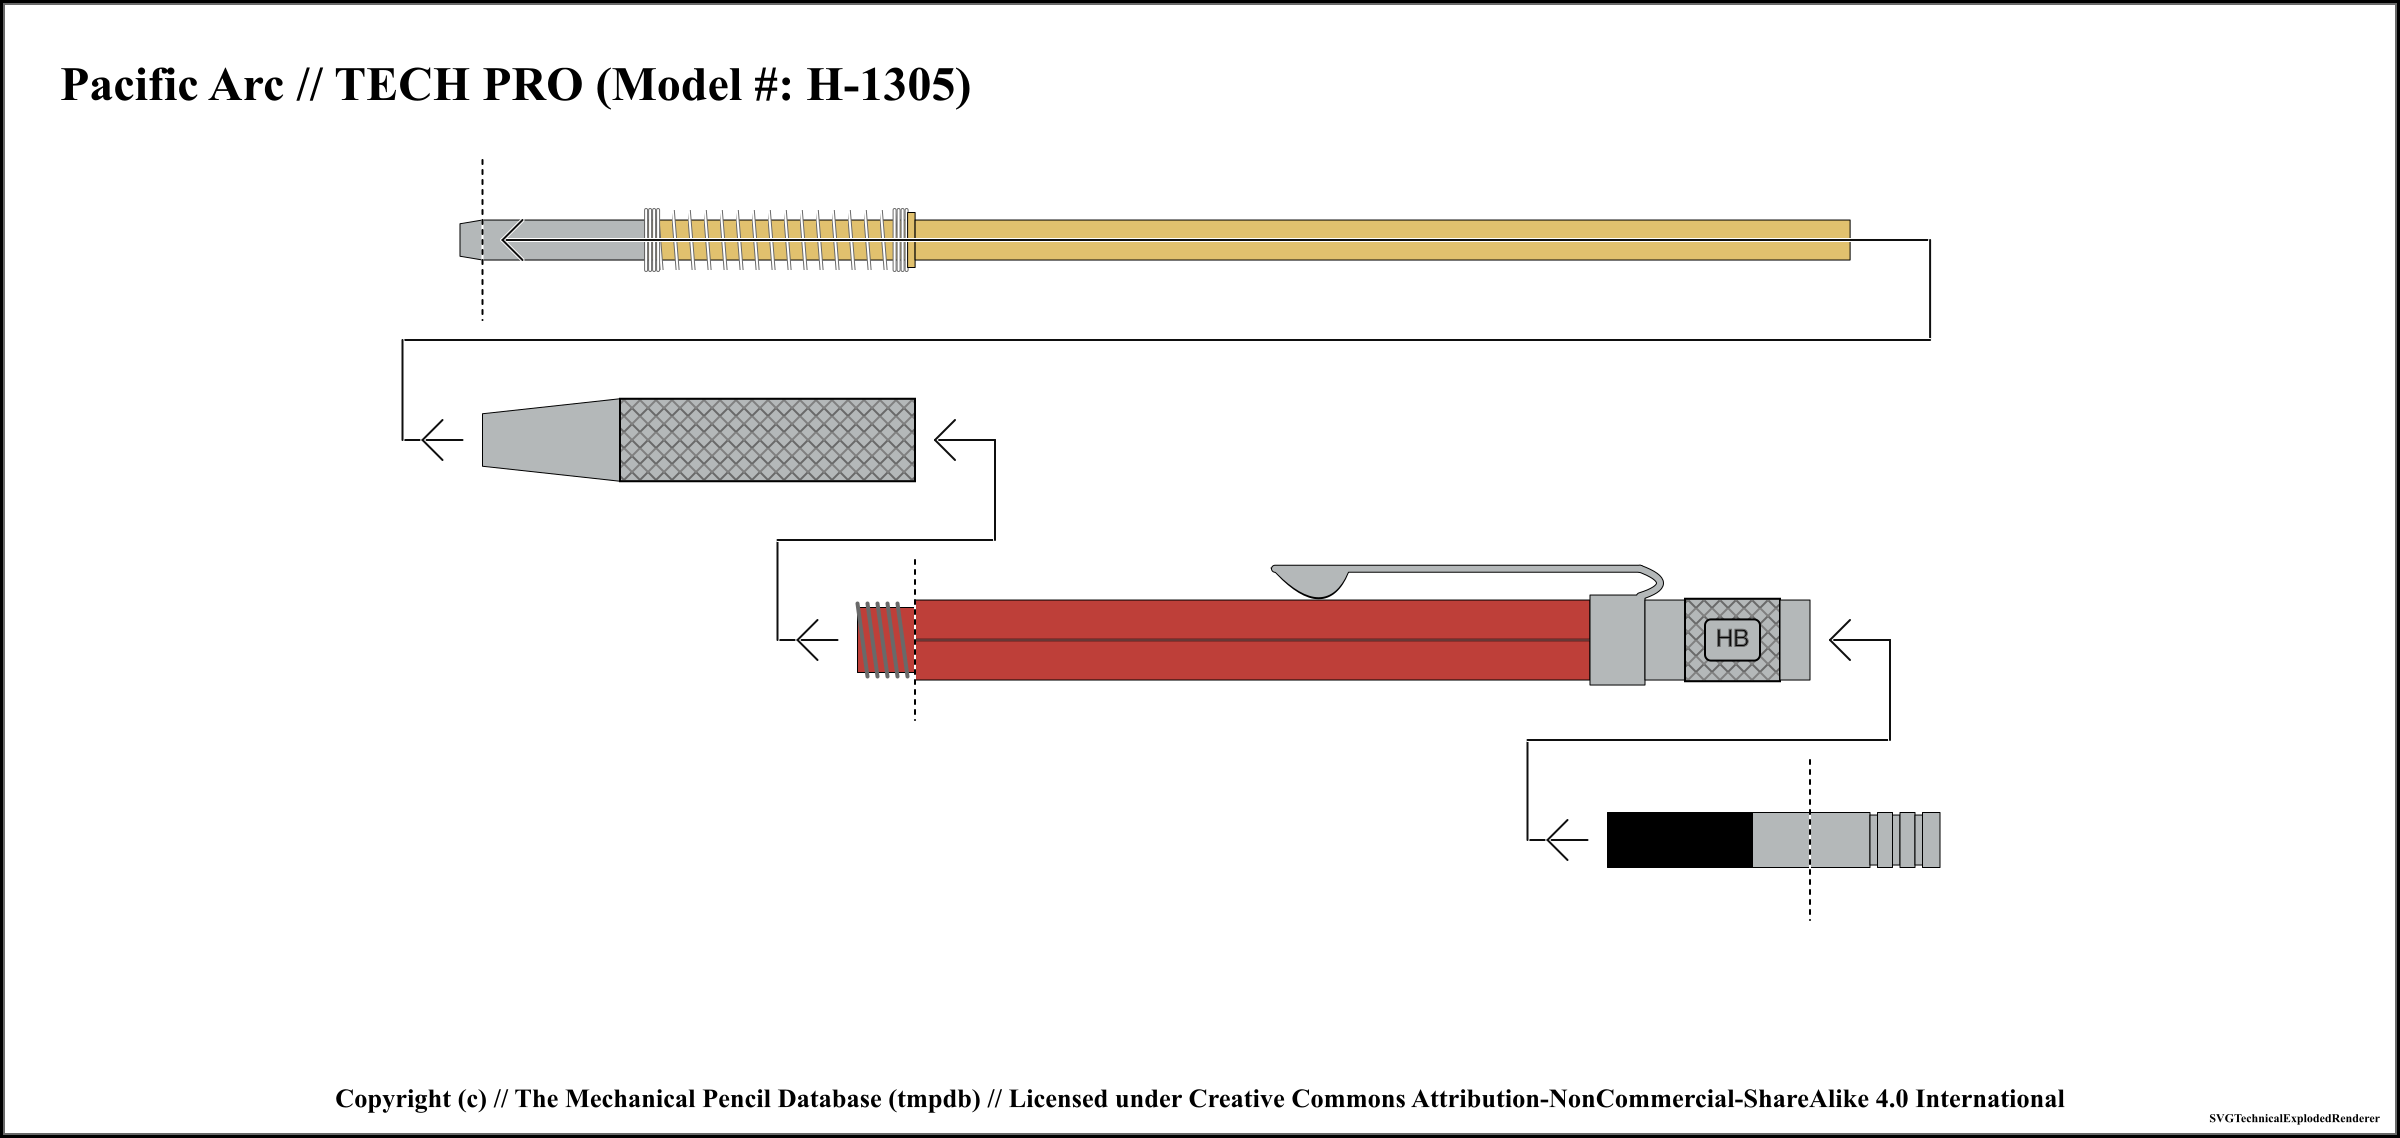 Pacific Arc // TECH PRO (Model #: H-1305)
HB
Copyright (c) // The Mechanical Pencil Database (tmpdb) // Licensed under Creative Commons Attribution-NonCommercial-ShareAlike 4.0 International
SVGTechnicalExplodedRenderer